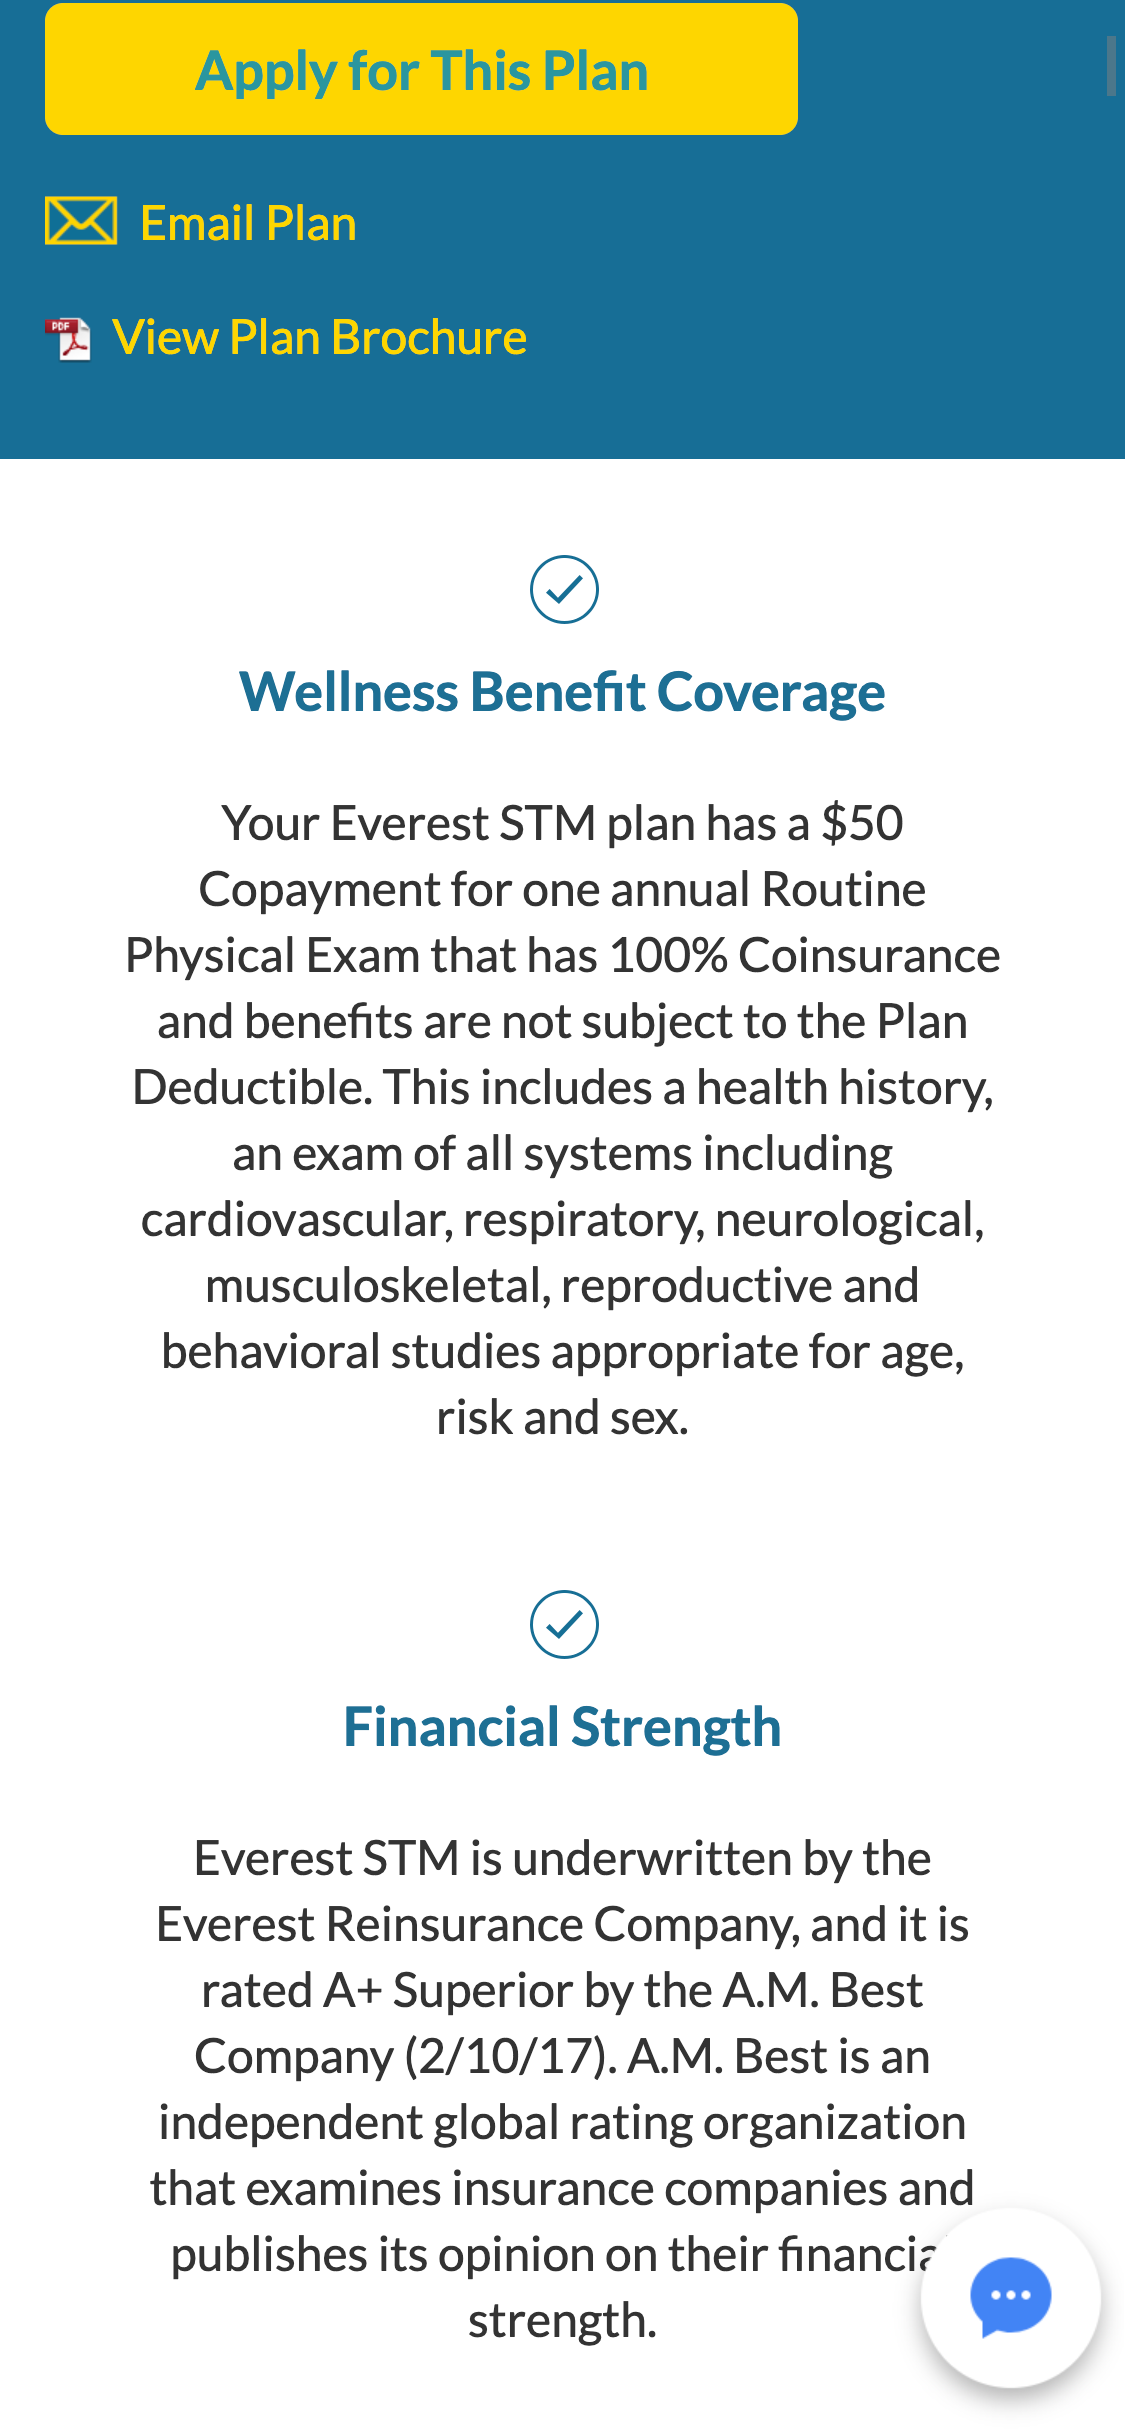 Apply for This Plan
Email Plan
PDF
View Plan Brochure
Wellness Benefit Coverage
Your Everest STM plan has a $50
Copayment for one annual Routine
Physical Exam that has 100% Coinsurance
and benefits are not subject to the Plan
Deductible. This includes a health history,
an exam of all systems including
cardiovascular, respiratory, neurological,
musculoskeletal, reproductive and
behavioral studies appropriate for age,
risk and sex.
Financial Strength
Everest STM is underwritten by the
Everest Reinsurance Company, and it is
rated A+ Superior by the A.M. Best
Company (2/10/17). A.M. Best is an
independent global rating organization
that examines insurance companies and
publishes its opinion on their financial
strength.